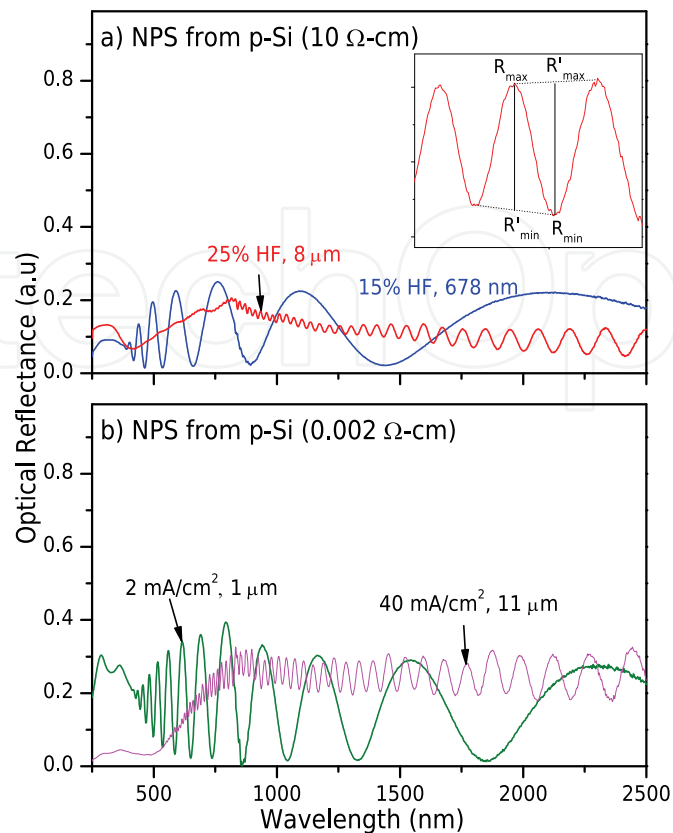 a) NPS from p-Si (10 Ω-cm)
R_max R'_max
R'_min R_min
25% HF, 8 μm
15% HF, 678 nm
0.8
0.6
0.4
0.2
0.0
b) NPS from p-Si (0.002 Ω-cm)
2 mA/cm², 1 μm
40 mA/cm², 11 μm
0.8
0.6
0.4
0.2
0.0
500 1000 1500 2000 2500
Optical Reflectance (a.u)
Wavelength (nm)